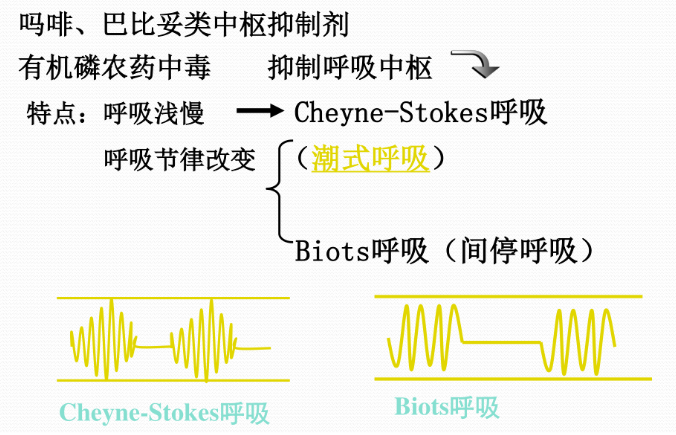 吗啡、巴比妥类中枢抑制剂
有机磷农药中毒 抑制呼吸中枢
特点：呼吸浅慢 Cheyne-Stokes呼吸
呼吸节律改变 （潮式呼吸）
Biots呼吸（间停呼吸）
Cheyne-Stokes呼吸 Biots呼吸